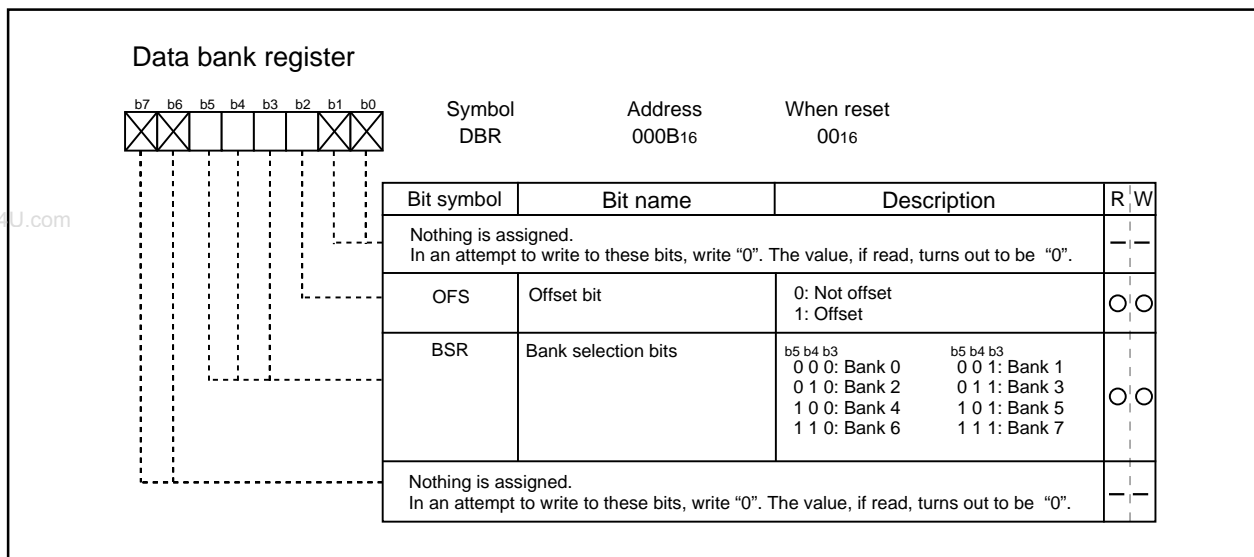 Data bank register
b7 b6 b5 b4 b3 b2 b1 b0
Symbol Address When reset
DBR 000B16 0016
4U.com
Bit symbol Bit name Description R W
Nothing is assigned.
In an attempt to write to these bits, write “0”. The value, if read, turns out to be “0”.
OFS Offset bit 0: Not offset
1: Offset
BSR Bank selection bits b5 b4 b3 b5 b4 b3
0 0 0: Bank 0 0 0 1: Bank 1
0 1 0: Bank 2 0 1 1: Bank 3
1 0 0: Bank 4 1 0 1: Bank 5
1 1 0: Bank 6 1 1 1: Bank 7
Nothing is assigned.
In an attempt to write to these bits, write “0”. The value, if read, turns out to be “0”.